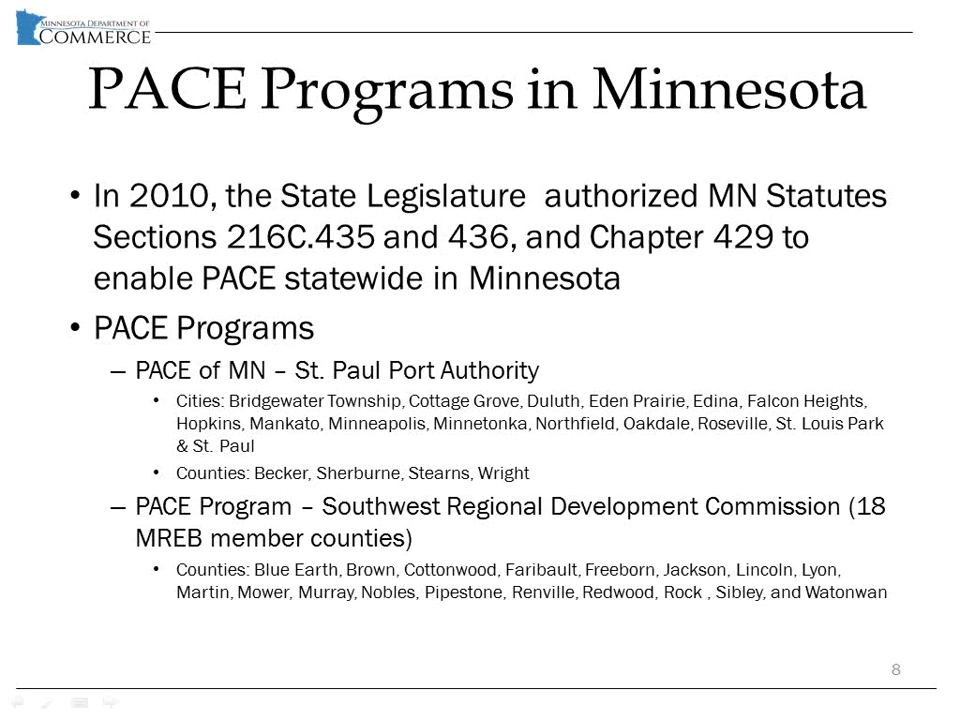 MINNESOTA DEPARTMENT OF
COMMERCE
PACE Programs in Minnesota
• In 2010, the State Legislature  authorized MN Statutes
Sections 216C.435 and 436, and Chapter 429 to
enable PACE statewide in Minnesota
• PACE Programs
– PACE of MN – St. Paul Port Authority
• Cities: Bridgewater Township, Cottage Grove, Duluth, Eden Prairie, Edina, Falcon Heights,
Hopkins, Mankato, Minneapolis, Minnetonka, Northfield, Oakdale, Roseville, St. Louis Park
& St. Paul
• Counties: Becker, Sherburne, Stearns, Wright
– PACE Program – Southwest Regional Development Commission (18
MREB member counties)
• Counties: Blue Earth, Brown, Cottonwood, Faribault, Freeborn, Jackson, Lincoln, Lyon,
Martin, Mower, Murray, Nobles, Pipestone, Renville, Redwood, Rock , Sibley, and Watonwan
8